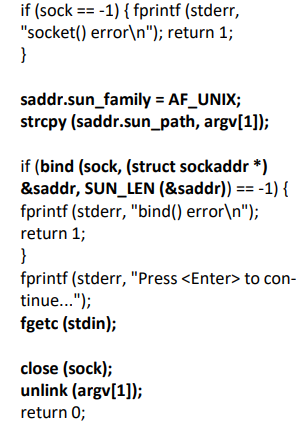 if (sock == -1) { fprintf (stderr,
"socket() error\n"); return 1;
}
saddr.sun_family = AF_UNIX;
strcpy (saddr.sun_path, argv[1]);
if (bind (sock, (struct sockaddr *)
&saddr, SUN_LEN (&saddr)) == -1) {
fprintf (stderr, "bind() error\n");
return 1;
}
fprintf (stderr, "Press <Enter> to con-
tinue...");
fgetc (stdin);
close (sock);
unlink (argv[1]);
return 0;